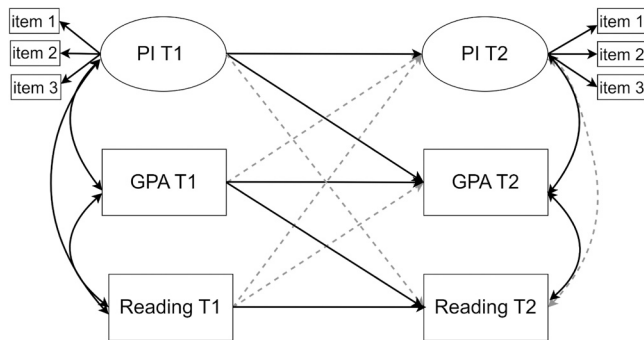 item 1
item 2
item 3
PI T1
PI T2
item 1
item 2
item 3
GPA T1
GPA T2
Reading T1
Reading T2